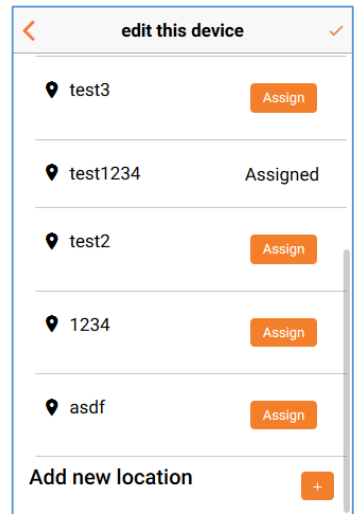 edit this device
test3
Assign
test1234
Assigned
test2
Assign
1234
Assign
asdf
Assign
Add new location
+